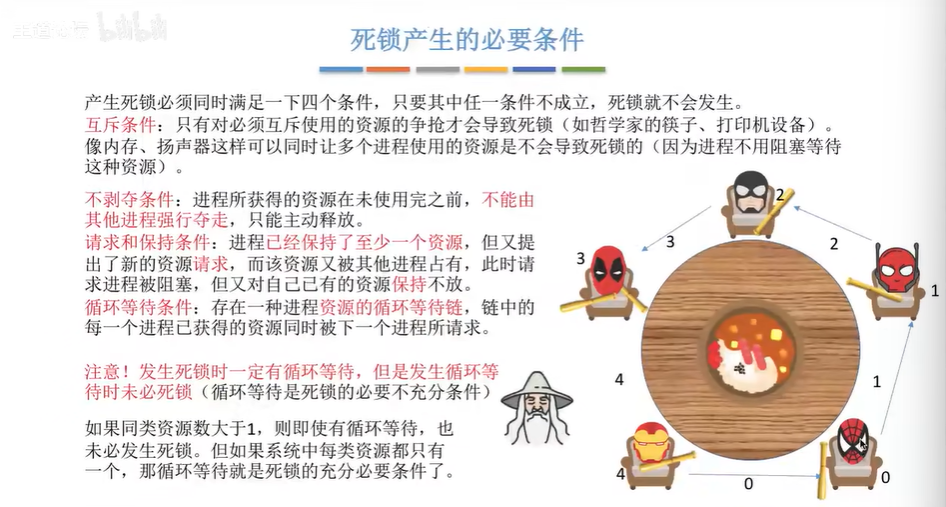 bilibili
死锁产生的必要条件
产生死锁必须同时满足一下四个条件，只要其中任一条件不成立，死锁就不会发生。
互斥条件：只有对必须互斥使用的资源的争抢才会导致死锁（如哲学家的筷子、打印机设备）。
像内存、扬声器这样可以同时让多个进程使用的资源是不会导致死锁的（因为进程不用阻塞等待
这种资源）。
不剥夺条件：进程所获得的资源在未使用完之前，不能由
其他进程强行夺走，只能主动释放。
请求和保持条件：进程已经保持了至少一个资源，但又提
出了新的资源请求，而该资源又被其他进程占有，此时请
求进程被阻塞，但又对自己已有的资源保持不放。
循环等待条件：存在一种进程资源的循环等待链，链中的
每一个进程已获得的资源同时被下一个进程所请求。
注意！发生死锁时一定有循环等待，但是发生循环等
待时未必死锁（循环等待是死锁的必要不充分条件）
如果同类资源数大于1，则即使有循环等待，也
未必发生死锁。但如果系统中每类资源都只有
一个，那循环等待就是死锁的充分必要条件了。
2
3
2
3
1
4
1
4
0
0